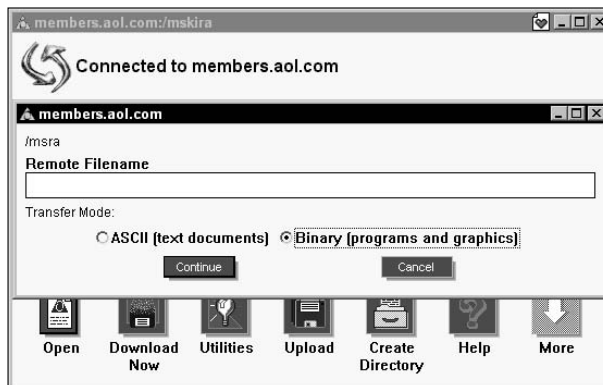 members.aol.com:/mskira
Connected to members.aol.com
members.aol.com
/msra
Remote Filename
Transfer Mode:
ASCII (text documents) Binary (programs and graphics)
Continue Cancel
Open Download Now Utilities Upload Create Directory Help More